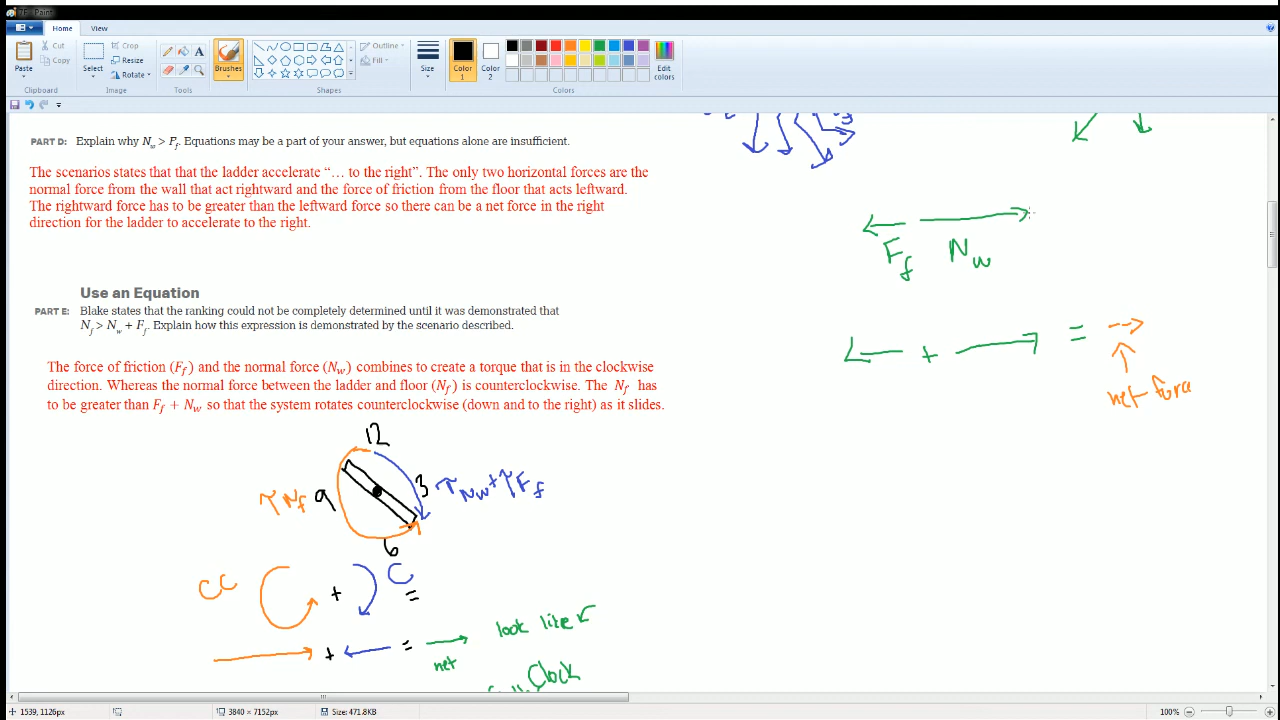 7F - Paint
Home
View
Paste
Cut
Copy
Clipboard
Select
Crop
Resize
Rotate
Image
A
Tools
Brushes
Outline
Fill
Shapes
Size
Color
1
Color
2
Edit
colors
Colors
PART D: Explain why Nw > Ff. Equations may be a part of your answer, but equations alone are insufficient.
The scenarios states that that the ladder accelerate “… to the right”. The only two horizontal forces are the
normal force from the wall that act rightward and the force of friction from the floor that acts leftward.
The rightward force has to be greater than the leftward force so there can be a net force in the right
direction for the ladder to accelerate to the right.
Ff Nw
Use an Equation
PART E: Blake states that the ranking could not be completely determined until it was demonstrated that
Nf > Nw + Ff. Explain how this expression is demonstrated by the scenario described.
+ =
net force
The force of friction (Ff) and the normal force (Nw) combines to create a torque that is in the clockwise
direction. Whereas the normal force between the ladder and floor (Nf) is counterclockwise. The Nf has
to be greater than Ff + Nw so that the system rotates counterclockwise (down and to the right) as it slides.
12
τNf 9 3 τNw + τFf
6
CC + C =
+ = net
look like
Clock
1539, 1126px
3840 × 7152px
Size: 471.8KB
100%